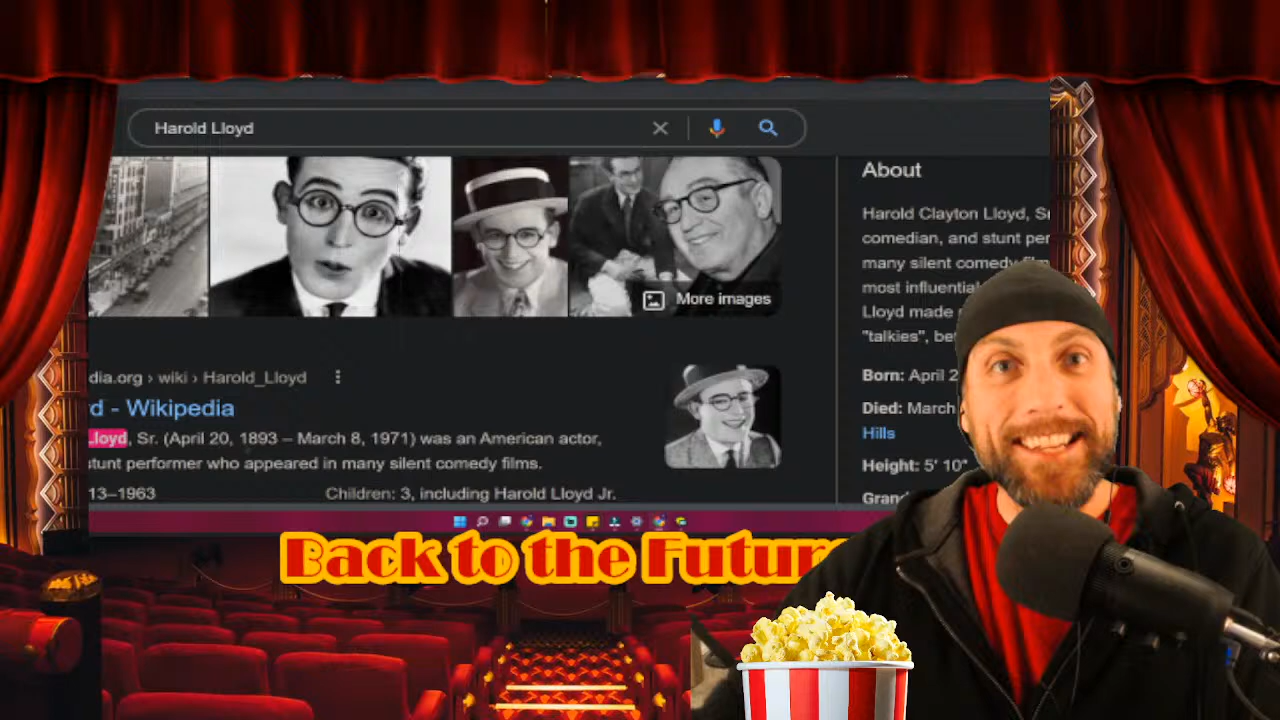 Harold Lloyd
About
Harold Clayton Lloyd, S
comedian, and stunt per
many silent comedy film
most influential
Lloyd made
"talkies", be
More images
dia.org › wiki › Harold_Lloyd
rd - Wikipedia
Lloyd, Sr. (April 20, 1893 – March 8, 1971) was an American actor,
stunt performer who appeared in many silent comedy films.
13–1963 Children: 3, including Harold Lloyd Jr.
Born: April 2
Died: March
Hills
Height: 5' 10"
Grand
Back to the Future